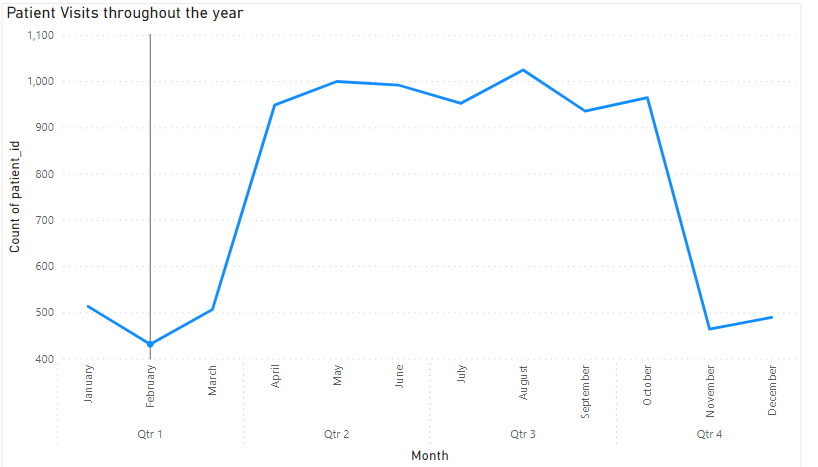 Patient Visits throughout the year
1,100
1,000
900
800
700
600
500
400
Count of patient_id
January
February
March
April
May
June
July
August
September
October
November
December
Qtr 1
Qtr 2
Qtr 3
Qtr 4
Month